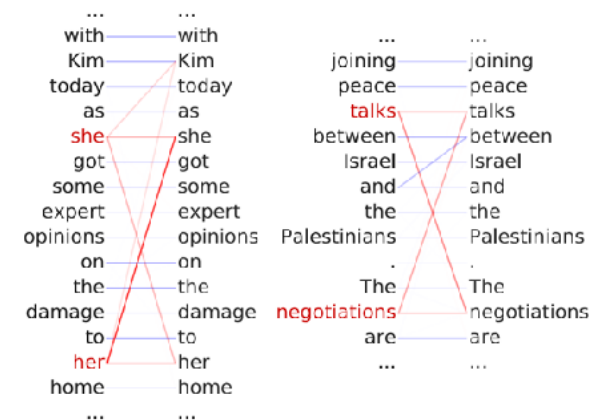 ... ...
with with
Kim Kim
today today
as as
she she
got got
some some
expert expert
opinions opinions
on on
the the
damage damage
to to
her her
home home
... ...
... ...
joining joining
peace peace
talks talks
between between
Israel Israel
and and
the the
Palestinians Palestinians
. .
The The
negotiations negotiations
are are
... ...